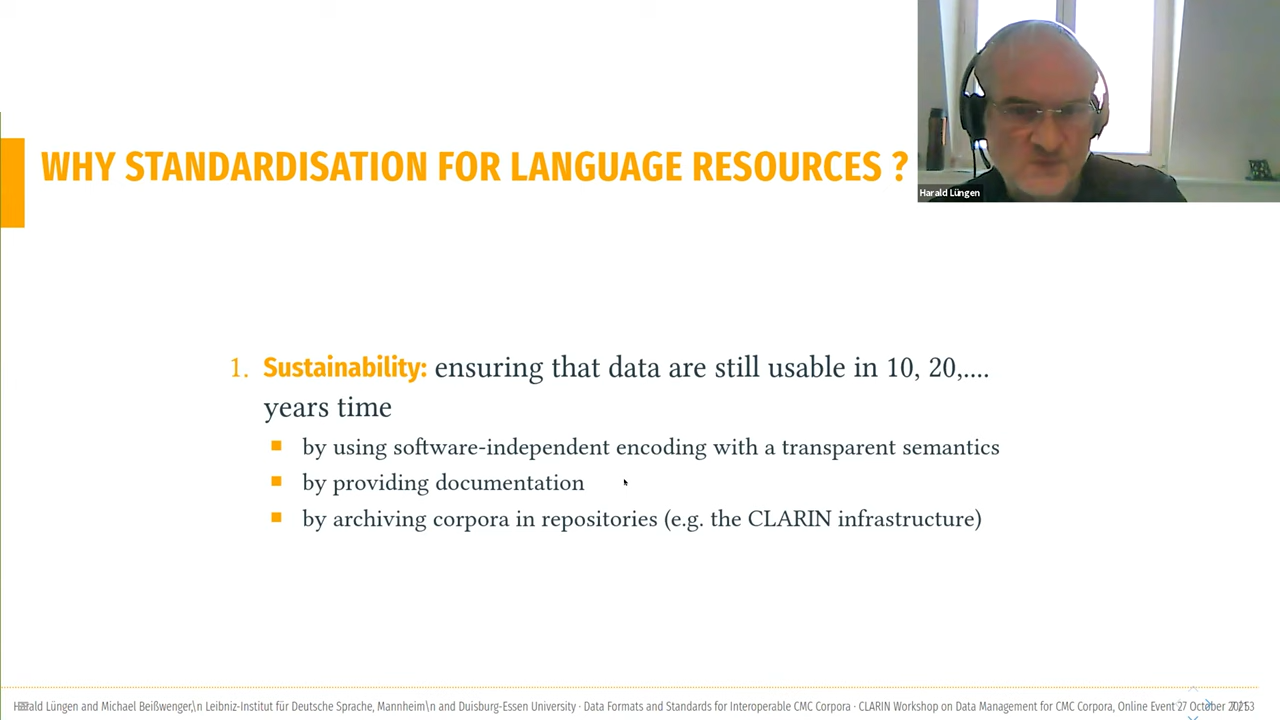 WHY STANDARDISATION FOR LANGUAGE RESOURCES ?
Harald Lüngen
1. Sustainability: ensuring that data are still usable in 10, 20,....
years time
by using software-independent encoding with a transparent semantics
by providing documentation
by archiving corpora in repositories (e.g. the CLARIN infrastructure)
Harald Lüngen and Michael Beißwenger,\n Leibniz-Institut für Deutsche Sprache, Mannheim\n and Duisburg-Essen University · Data Formats and Standards for Interoperable CMC Corpora · CLARIN Workshop on Data Management for CMC Corpora, Online Event 27 October 2021